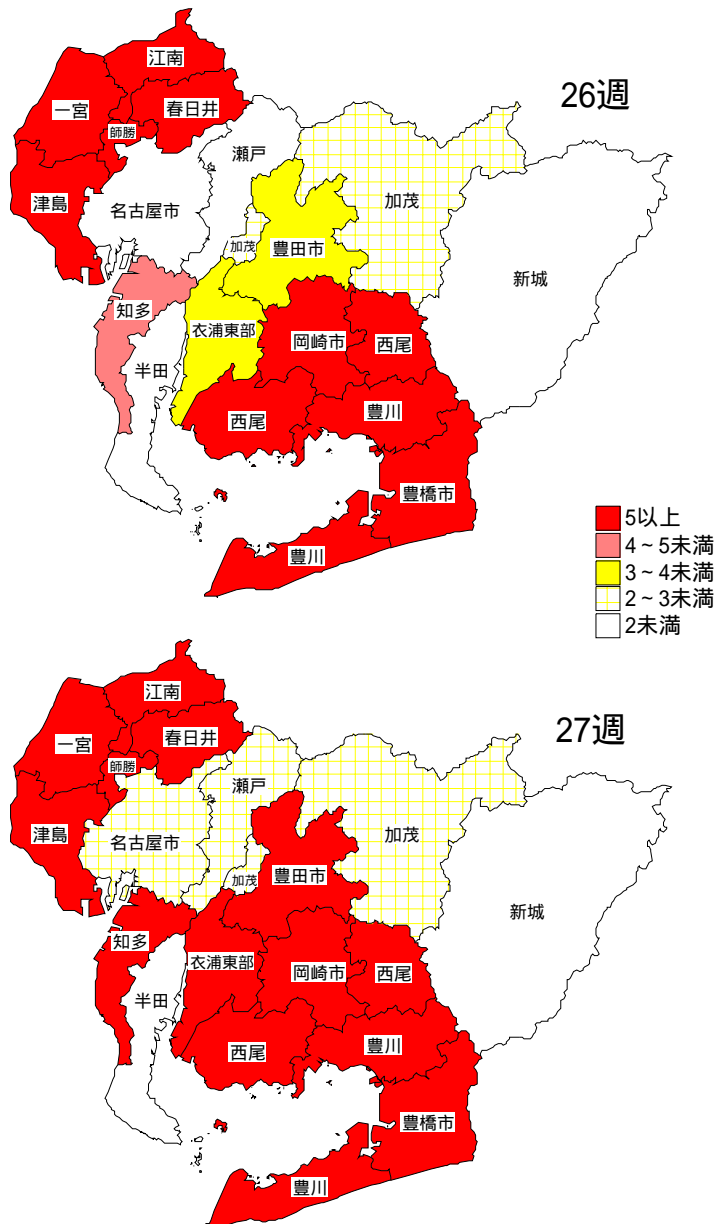 26週
江南
一宮
春日井
師勝
瀬戸
津島
名古屋市
加茂
加茂
豊田市
新城
知多
衣浦東部
岡崎市
西尾
半田
西尾
豊川
豊橋市
豊川
5以上
4~5未満
3~4未満
2~3未満
2未満
27週
江南
一宮
春日井
師勝
瀬戸
津島
名古屋市
加茂
加茂
豊田市
新城
知多
衣浦東部
岡崎市
西尾
半田
西尾
豊川
豊橋市
豊川